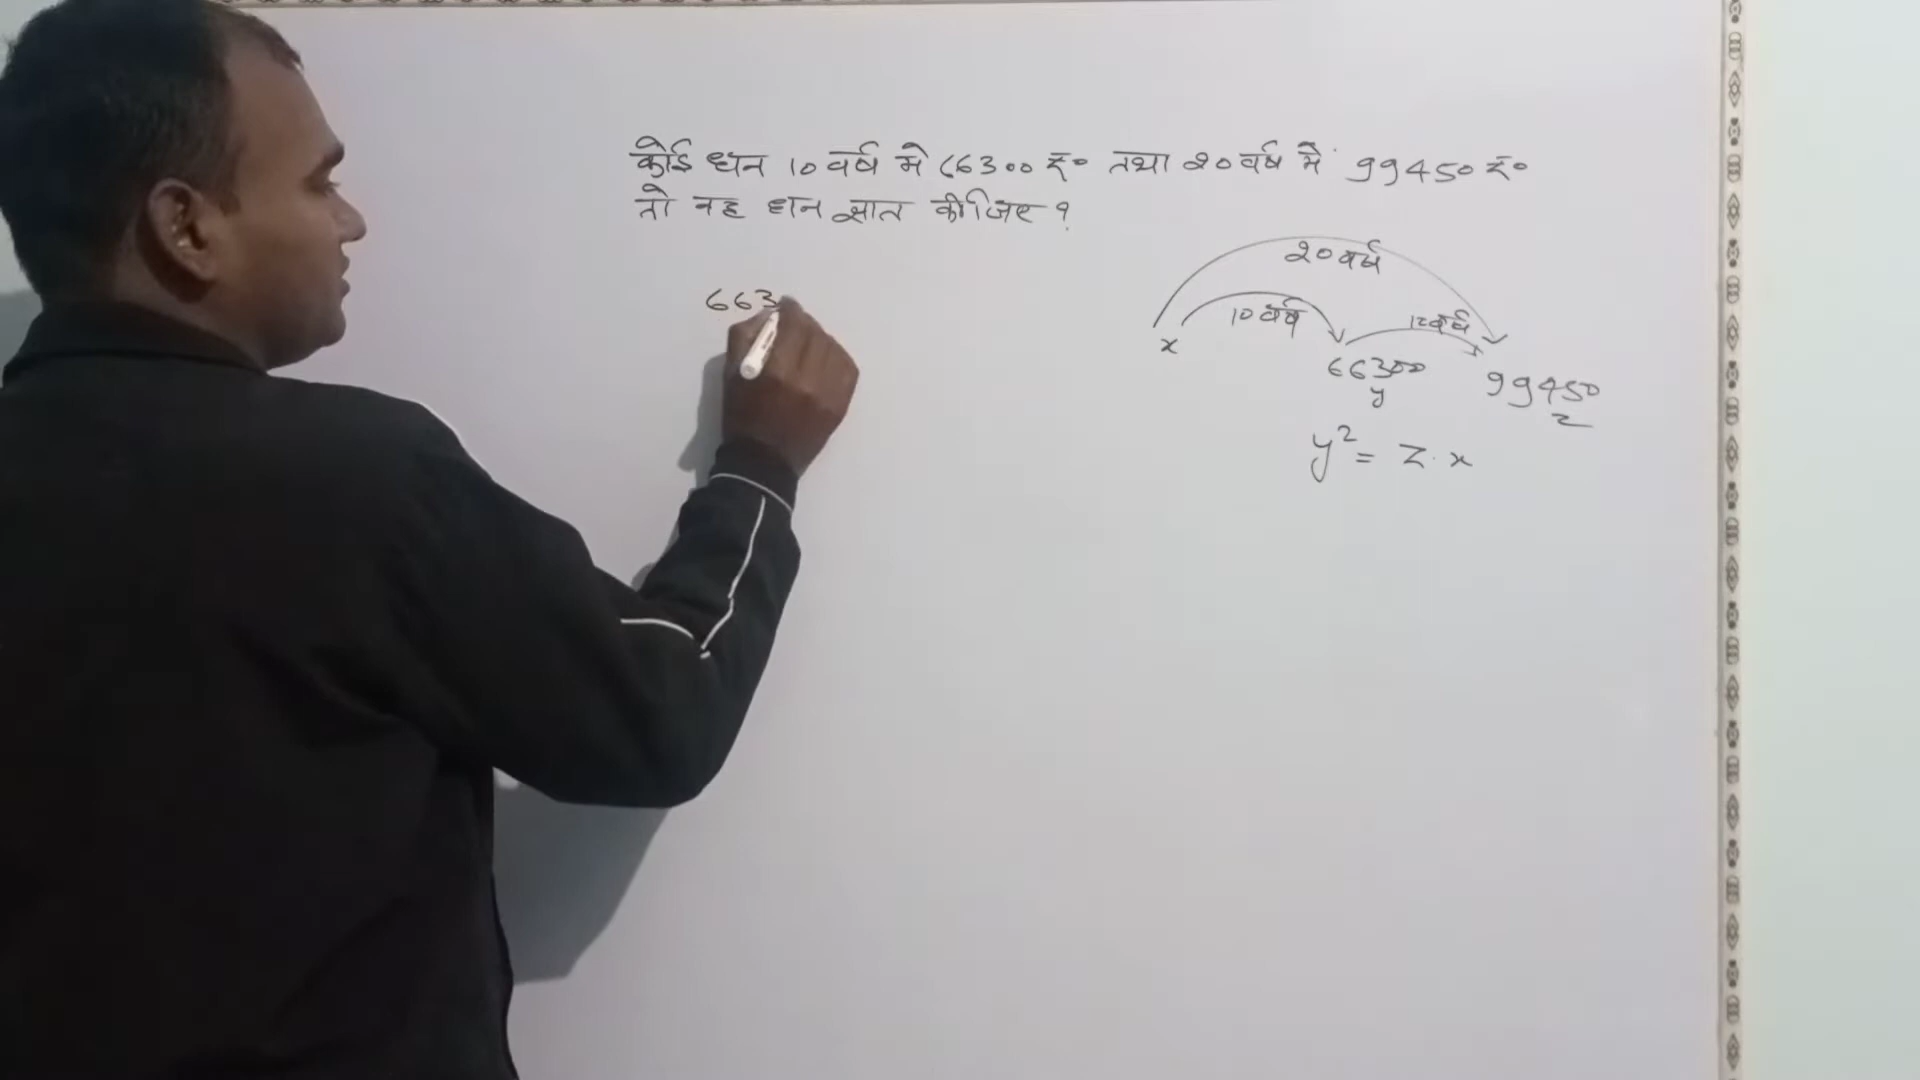 कोई धन 10 वर्ष मे 66300 रु० तथा 20 वर्ष मे 99450 रु०
तो वह धन ज्ञात कीजिए ?
663
20 वर्ष
10 वर्ष
x
66300
y
99450
z
y² = z . x